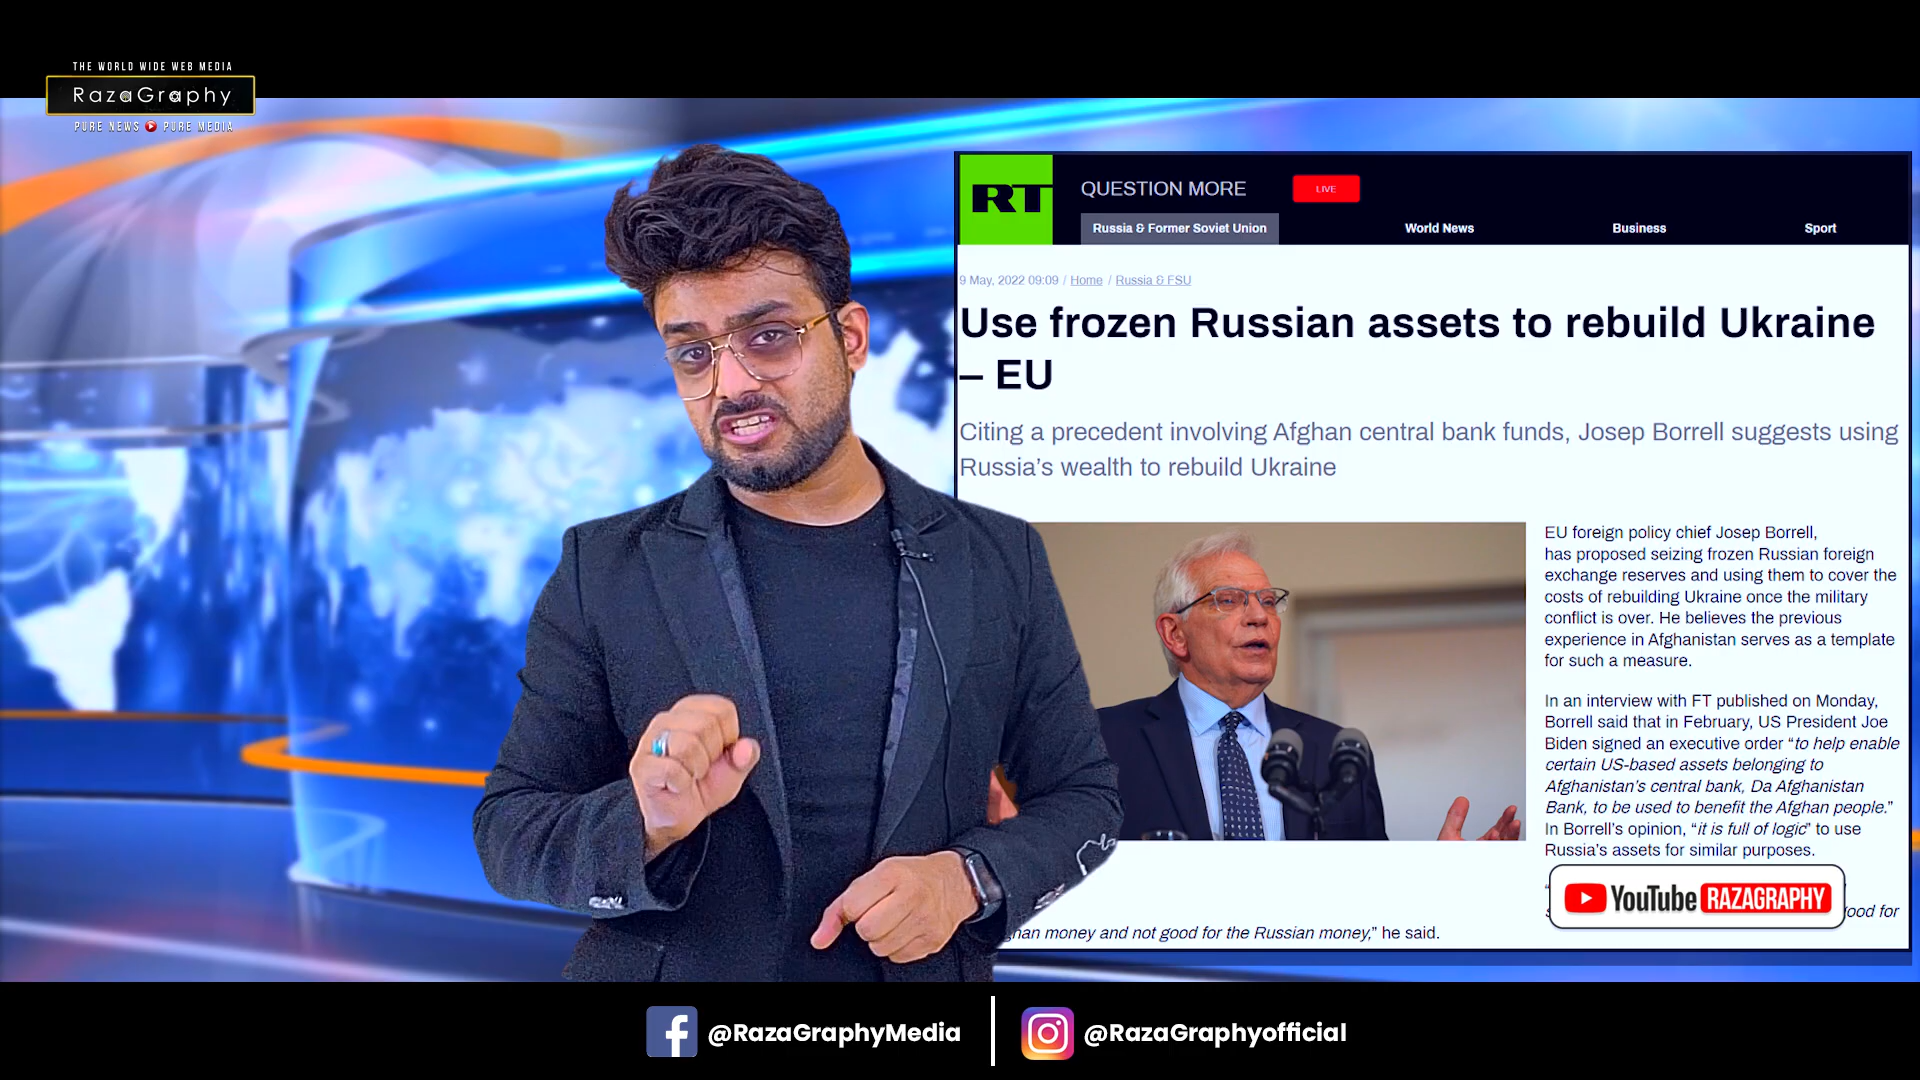 THE WORLD WIDE WEB MEDIA
RazaGraphy
PURE NEWS PURE MEDIA
RT
QUESTION MORE
LIVE
Russia & Former Soviet Union
World News
Business
Sport
9 May, 2022 09:09 / Home / Russia & FSU
Use frozen Russian assets to rebuild Ukraine
– EU
Citing a precedent involving Afghan central bank funds, Josep Borrell suggests using
Russia’s wealth to rebuild Ukraine
EU foreign policy chief Josep Borrell,
has proposed seizing frozen Russian foreign
exchange reserves and using them to cover the
costs of rebuilding Ukraine once the military
conflict is over. He believes the previous
experience in Afghanistan serves as a template
for such a measure.
In an interview with FT published on Monday,
Borrell said that in February, US President Joe
Biden signed an executive order “to help enable
certain US-based assets belonging to
Afghanistan’s central bank, Da Afghanistan
Bank, to be used to benefit the Afghan people.”
In Borrell’s opinion, “it is full of logic” to use
Russia’s assets for similar purposes.
for
money and not good for the Russian money,” he said.
YouTube RAZAGRAPHY
@RazaGraphyMedia
@RazaGraphyofficial